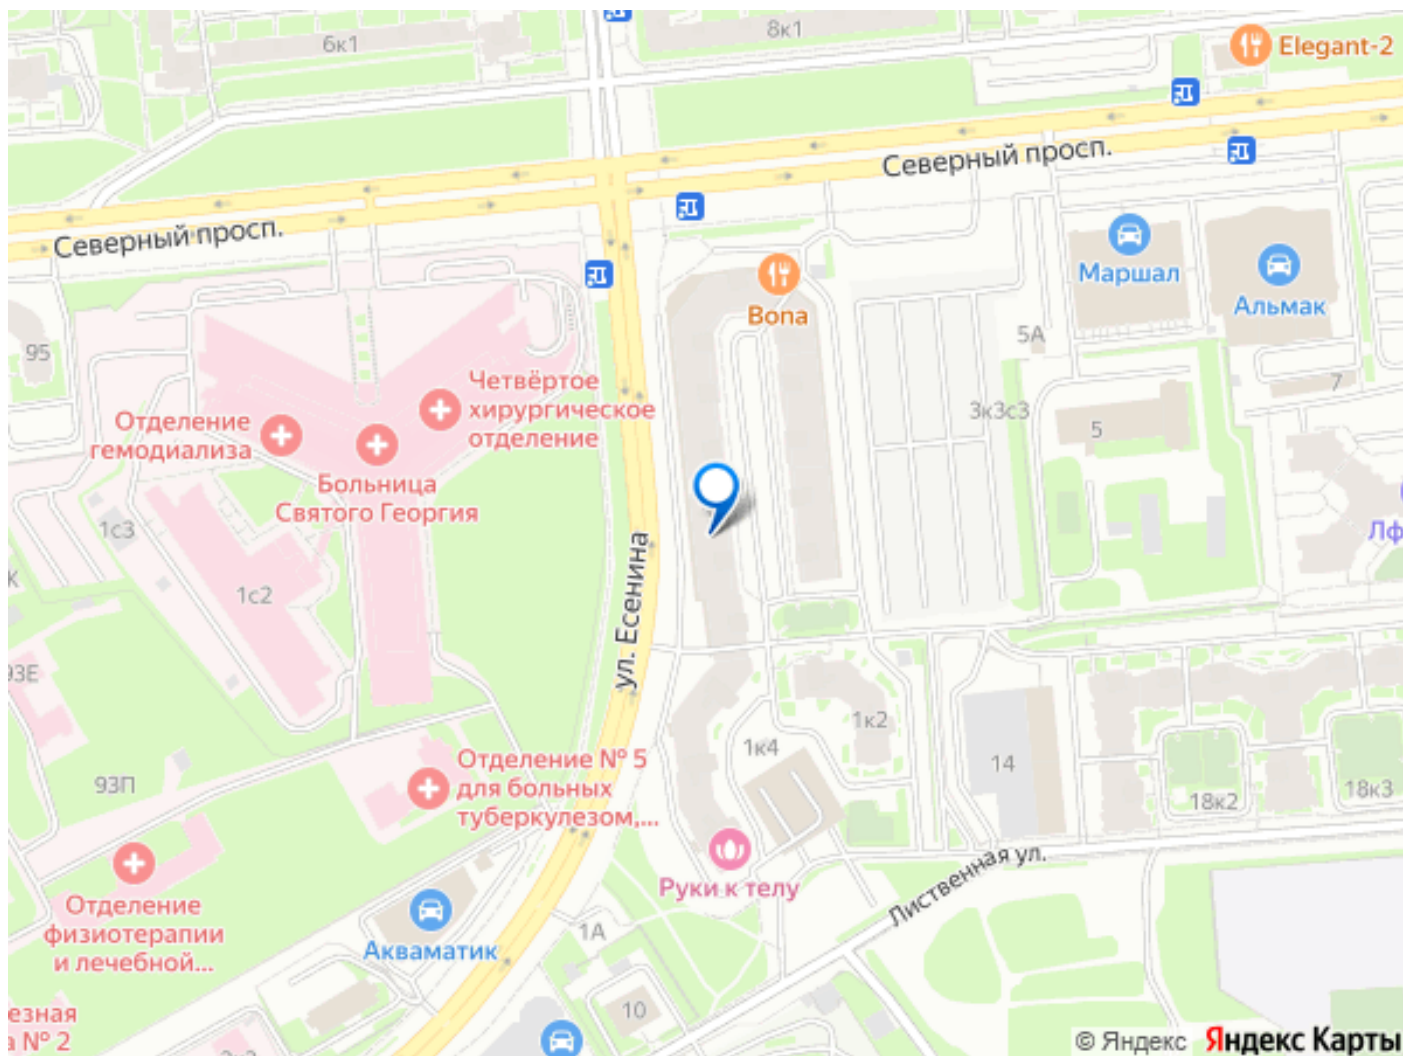 6к1
8к1
Elegant-2
Северный просп.
Северный просп.
Маршал
Альмак
Bona
95
5А
7
Четвёртое
хирургическое
отделение
Отделение
гемодиализа
3к3с3
5
Больница
Святого Георгия
1с3
Лф
К
1с2
ул. Есенина
93Е
1к2
1к4
14
Отделение № 5
для больных
туберкулезом,...
93П
18к2
18к3
Лиственная ул.
Руки к телу
Отделение
физиотерапии
и лечебной...
Акваматик
1А
10
езная
а № 2
© Яндекс Яндекс Карты